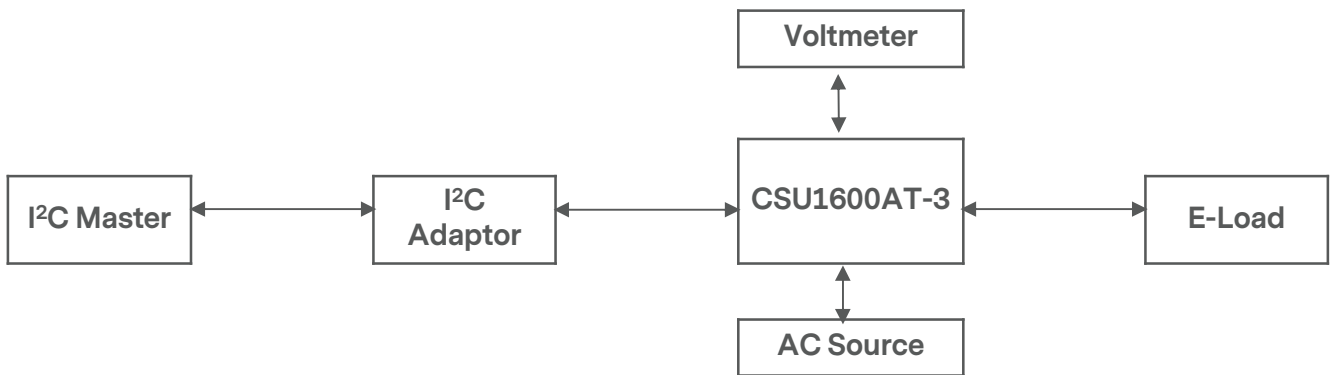 Voltmeter
I²C Master
I²C
Adaptor
CSU1600AT-3
E-Load
AC Source